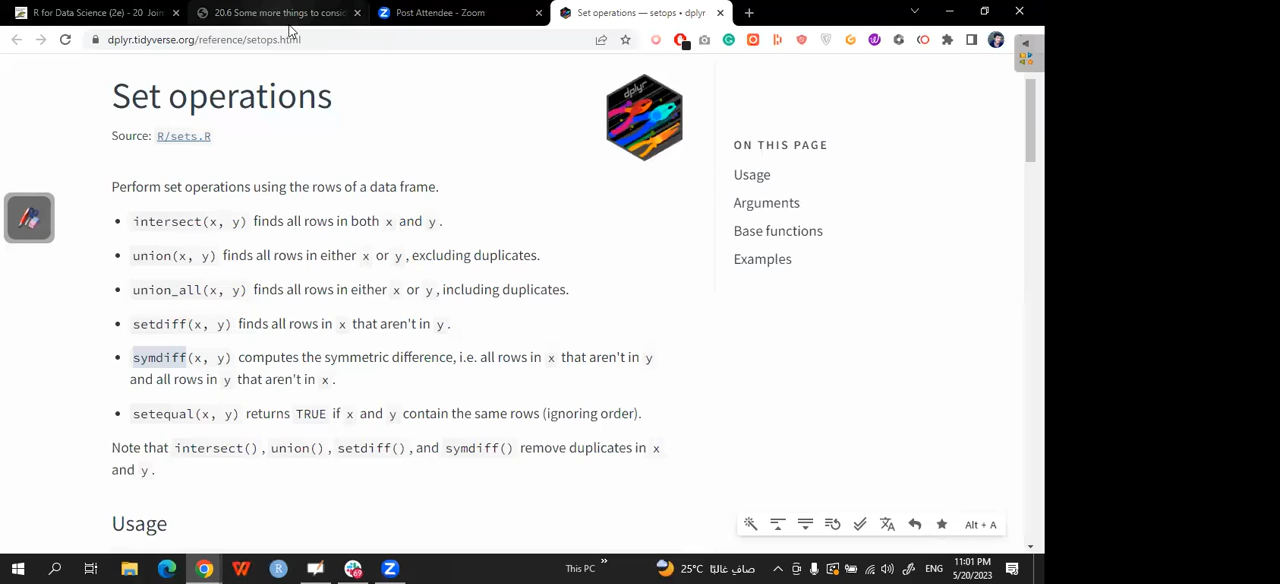 R for Data Science (2e) - 20 Join
20.6 Some more things to consid
Post Attendee - Zoom
Set operations — setops • dplyr
dplyr.tidyverse.org/reference/setops.html
Set operations
dplyr
Source: R/sets.R
ON THIS PAGE
Usage
Arguments
Base functions
Examples
Perform set operations using the rows of a data frame.
• intersect(x, y) finds all rows in both x and y.
• union(x, y) finds all rows in either x or y, excluding duplicates.
• union_all(x, y) finds all rows in either x or y, including duplicates.
• setdiff(x, y) finds all rows in x that aren't in y.
• symdiff(x, y) computes the symmetric difference, i.e. all rows in x that aren't in y
and all rows in y that aren't in x.
• setequal(x, y) returns TRUE if x and y contain the same rows (ignoring order).
Note that intersect(), union(), setdiff(), and symdiff() remove duplicates in x
and y.
Usage
Alt + A
This PC
25°C صافي غالبًا
ENG
11:01 PM
5/20/2023